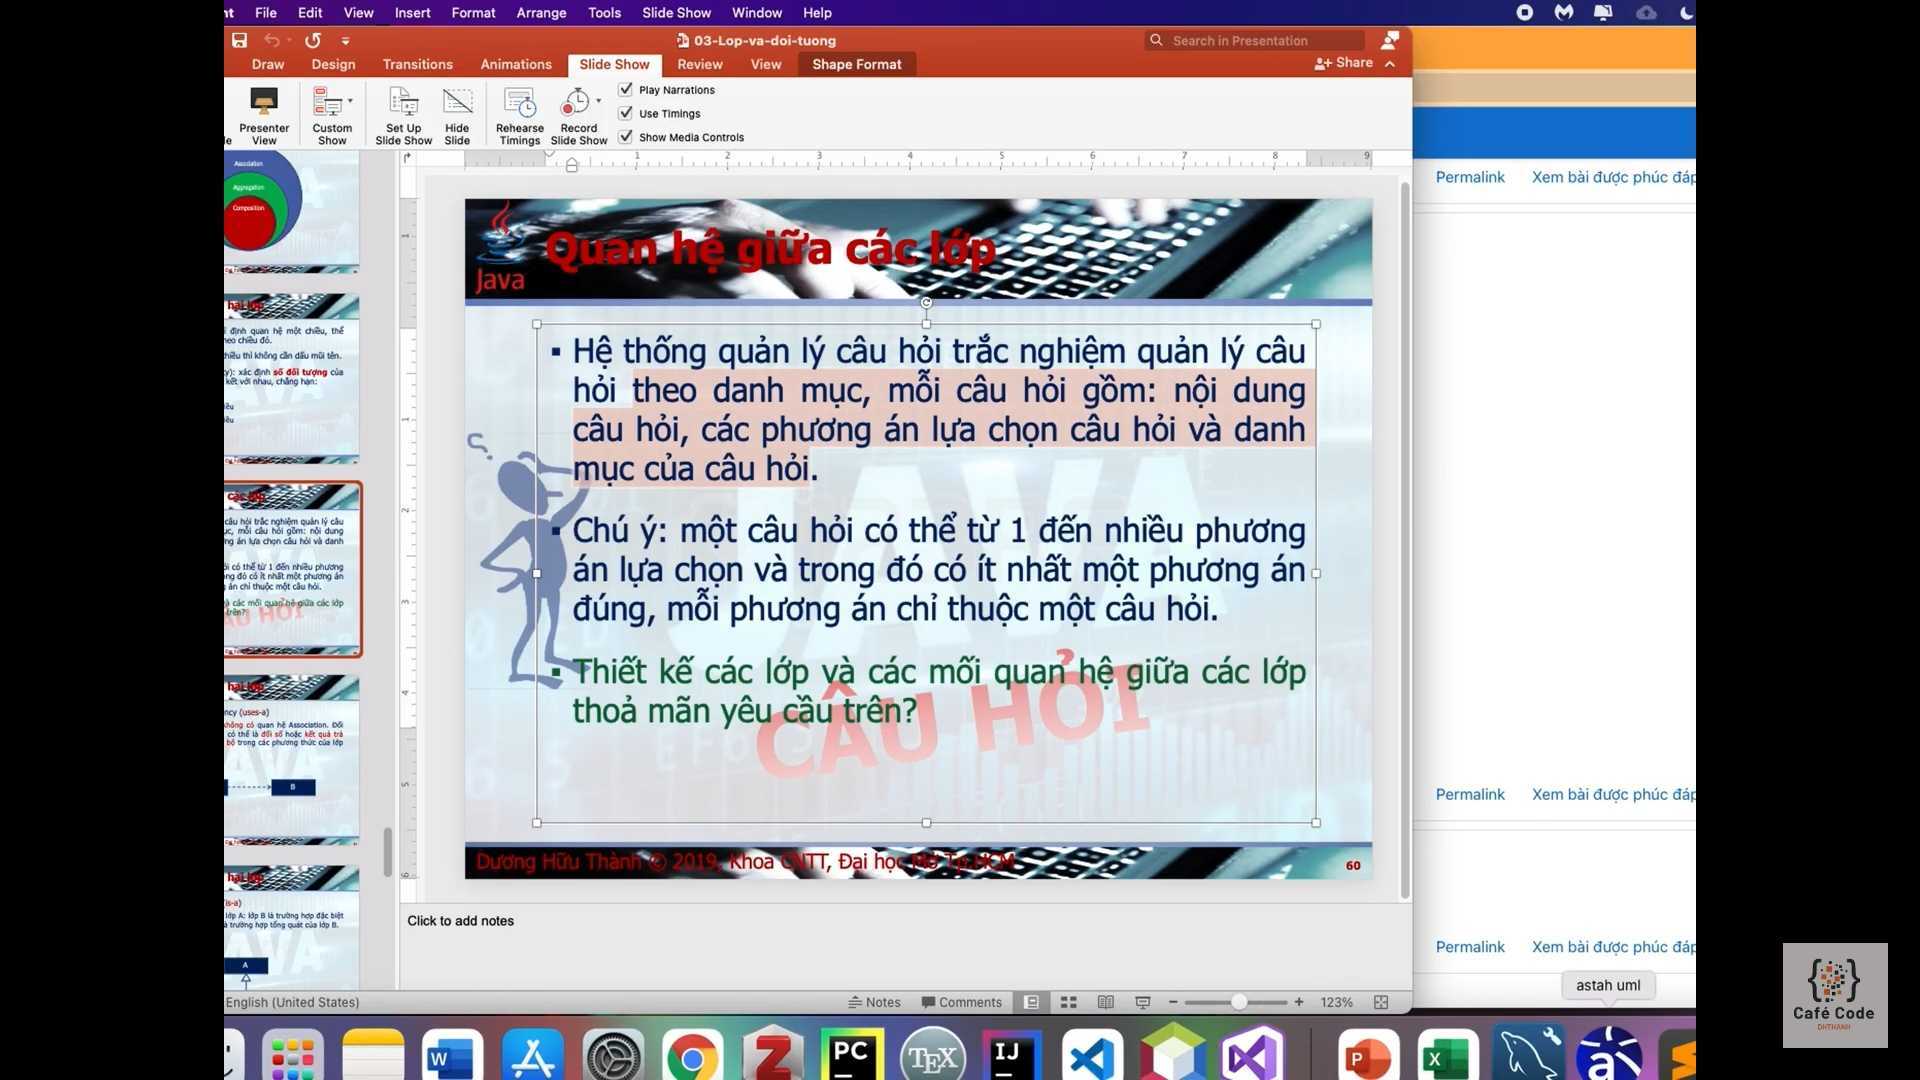 File Edit View Insert Format Arrange Tools Slide Show Window Help
03-Lop-va-doi-tuong
Search in Presentation
Draw Design Transitions Animations Slide Show Review View Shape Format
Share
Presenter View
Custom Show
Set Up Slide Show
Hide Slide
Rehearse Timings
Record Slide Show
Play Narrations
Use Timings
Show Media Controls
Association
Aggregation
Composition
Java
Quan hệ giữa các lớp
Hệ thống quản lý câu hỏi trắc nghiệm quản lý câu
hỏi theo danh mục, mỗi câu hỏi gồm: nội dung
câu hỏi, các phương án lựa chọn câu hỏi và danh
mục của câu hỏi.
Chú ý: một câu hỏi có thể từ 1 đến nhiều phương
án lựa chọn và trong đó có ít nhất một phương án
đúng, mỗi phương án chỉ thuộc một câu hỏi.
Thiết kế các lớp và các mối quan hệ giữa các lớp
thoả mãn yêu cầu trên?
CÂU HỎI
Dương Hữu Thành © 2019, Khoa CNTT, Đại học Mở Tp.HCM
60
Click to add notes
English (United States)
Notes
Comments
123%
Permalink Xem bài được phúc đáp
Permalink Xem bài được phúc đáp
Permalink Xem bài được phúc đáp
astah uml
Café Code
DHTHANH
W
PC
TEX
IJ
P
X